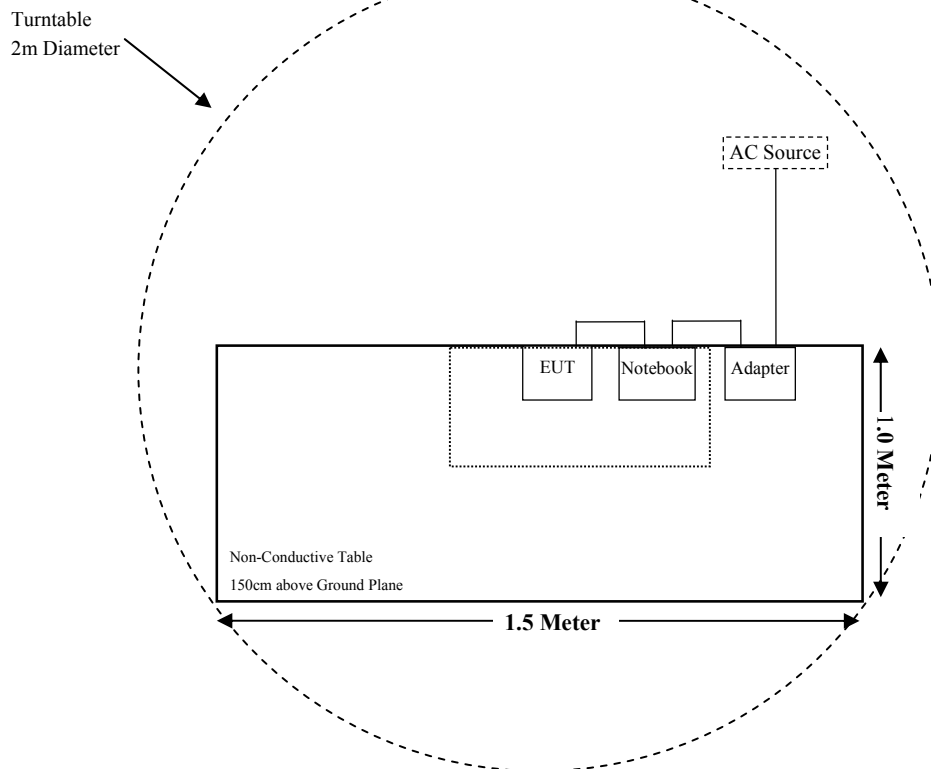 Turntable
2m Diameter
AC Source
EUT
Notebook
Adapter
1.0 Meter
Non-Conductive Table
150cm above Ground Plane
1.5 Meter